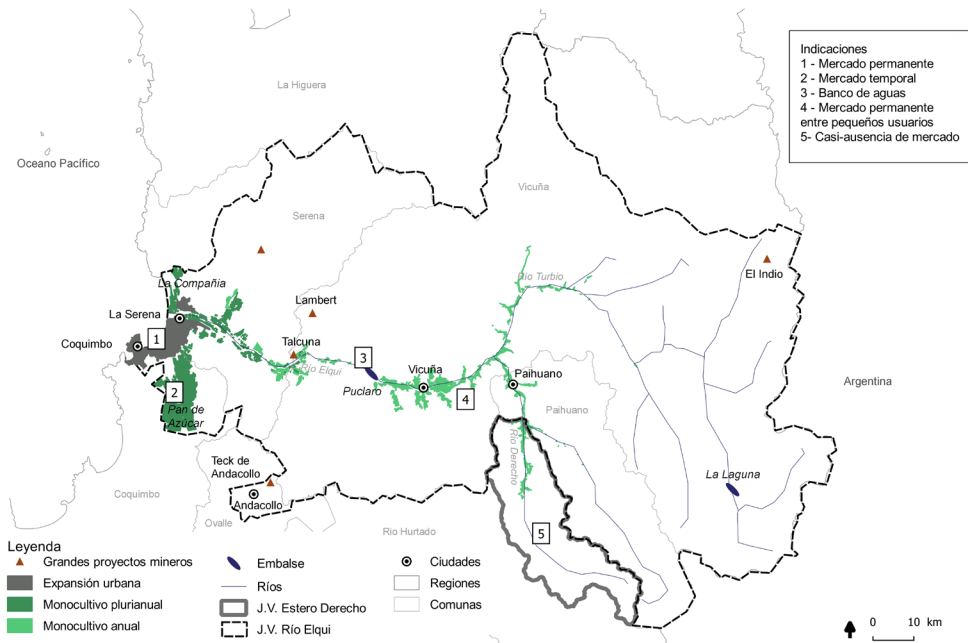 Indicaciones
1 - Mercado permanente
2 - Mercado temporal
3 - Banco de aguas
4 - Mercado permanente
entre pequeños usuarios
5- Casi-ausencia de mercado
La Higuera
Oceano Pacífico
Vicuña
Serena
El Indio
Río Turbio
La Compañia
Lambert
La Serena
1
Coquimbo
Talcuna
3
Río Elqui
Puclaro
Vicuña
4
Paihuano
Argentina
2
Pan de
Azúcar
Paihuano
Río Derecho
Teck de
Andacollo
La Laguna
Coquimbo
Andacollo
Ovalle
Rio Hurtado
5
Leyenda
Grandes proyectos mineros
Expansión urbana
Monocultivo plurianual
Monocultivo anual
Embalse
Ríos
J.V. Estero Derecho
J.V. Río Elqui
Ciudades
Regiones
Comunas
0 10 km